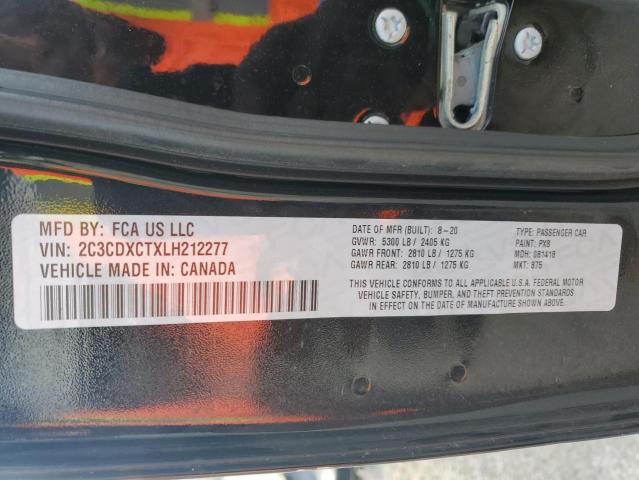 MFD BY: FCA US LLC
VIN: 2C3CDXCTXLH212277
VEHICLE MADE IN: CANADA
DATE OF MFR (BUILT): 8-20
GVWR: 5300 LB / 2405 KG
GAWR FRONT: 2810 LB / 1275 KG
GAWR REAR: 2810 LB / 1275 KG
TYPE: PASSENGER CAR
PAINT: PX8
MDH: 081418
MKT: 875
THIS VEHICLE CONFORMS TO ALL APPLICABLE U.S.A. FEDERAL MOTOR
VEHICLE SAFETY, BUMPER, AND THEFT PREVENTION STANDARDS
IN EFFECT ON THE DATE OF MANUFACTURE SHOWN ABOVE.